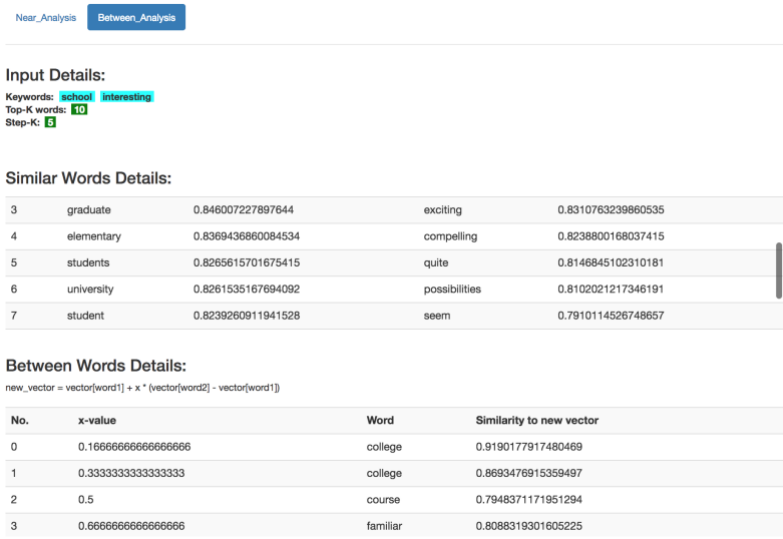 Near_Analysis Between_Analysis
Input Details:
Keywords: school interesting
Top-K words: 10
Step-K: 5
Similar Words Details:
3 graduate 0.846007227897644 exciting 0.8310763239860535
4 elementary 0.8369436860084534 compelling 0.8238800168037415
5 students 0.8265615701675415 quite 0.8146845102310181
6 university 0.8261535167694092 possibilities 0.8102021217346191
7 student 0.8239260911941528 seem 0.7910114526748657
Between Words Details:
new_vector = vector[word1] + x * (vector[word2] - vector[word1])
No. x-value Word Similarity to new vector
0 0.16666666666666666 college 0.9190177917480469
1 0.3333333333333333 college 0.8693476915359497
2 0.5 course 0.7948371171951294
3 0.6666666666666666 familiar 0.8088319301605225